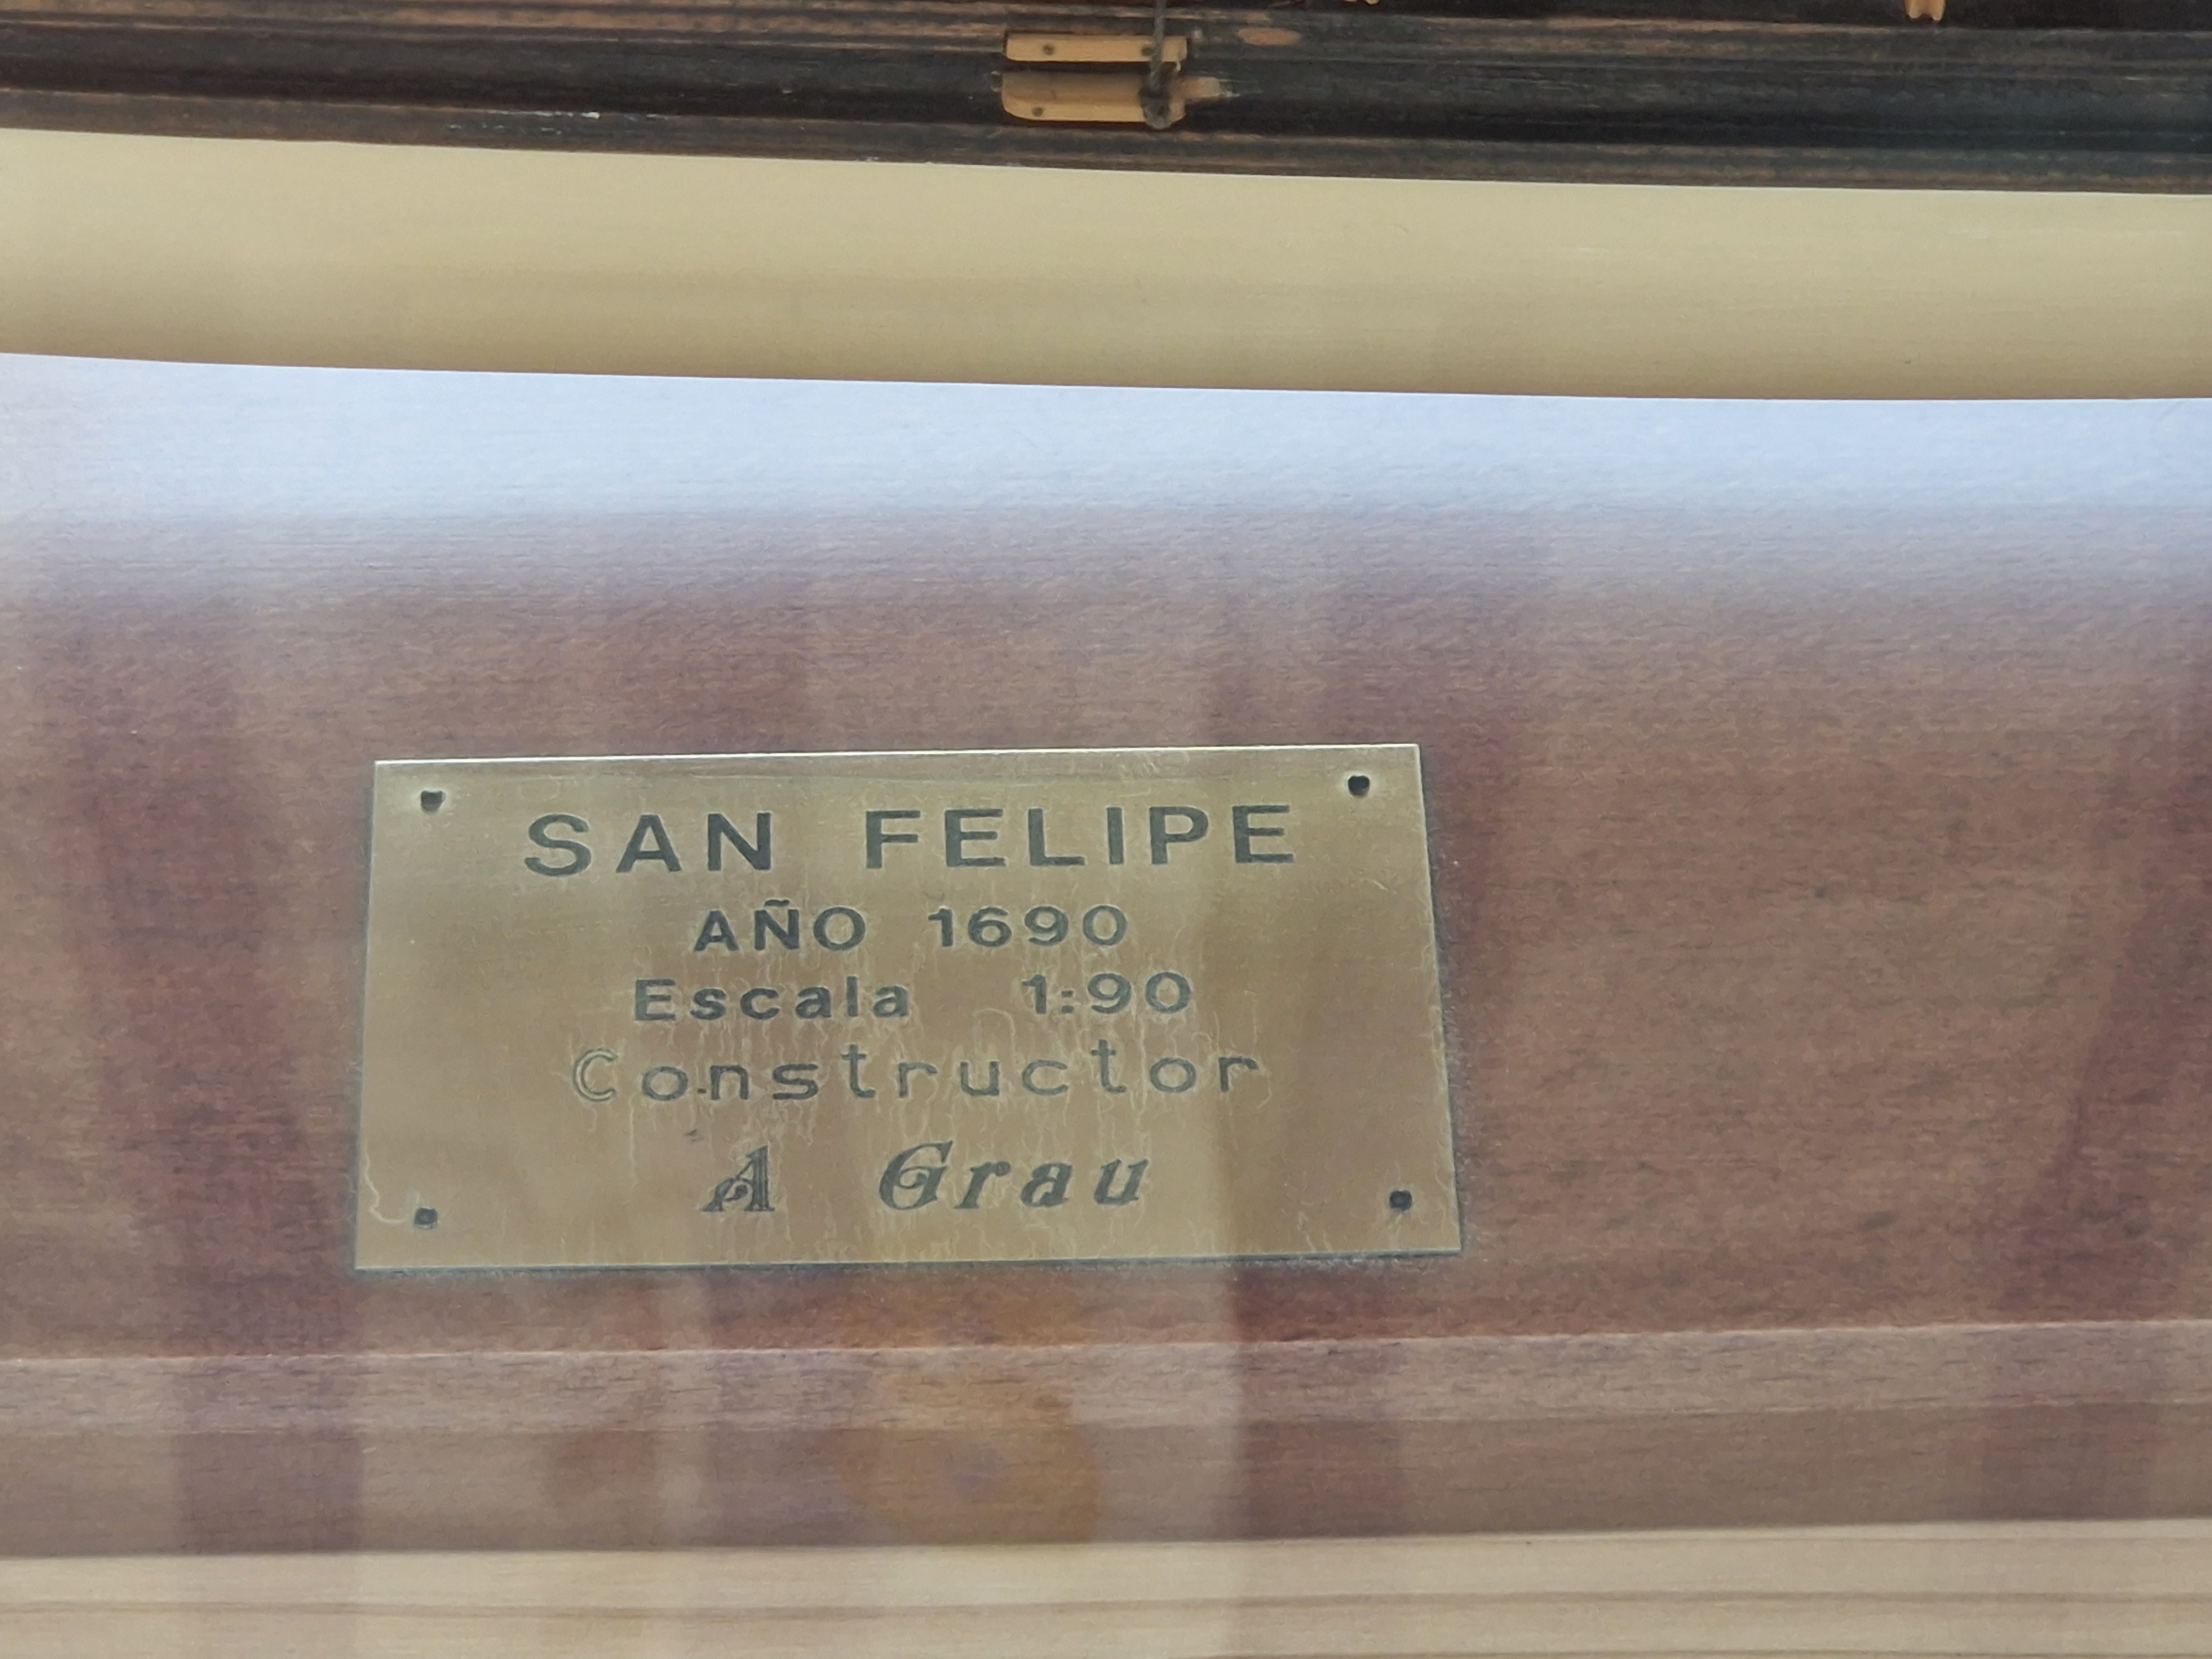 SAN FELIPE
AÑO 1690
Escala 1:90
Constructor
A Grau